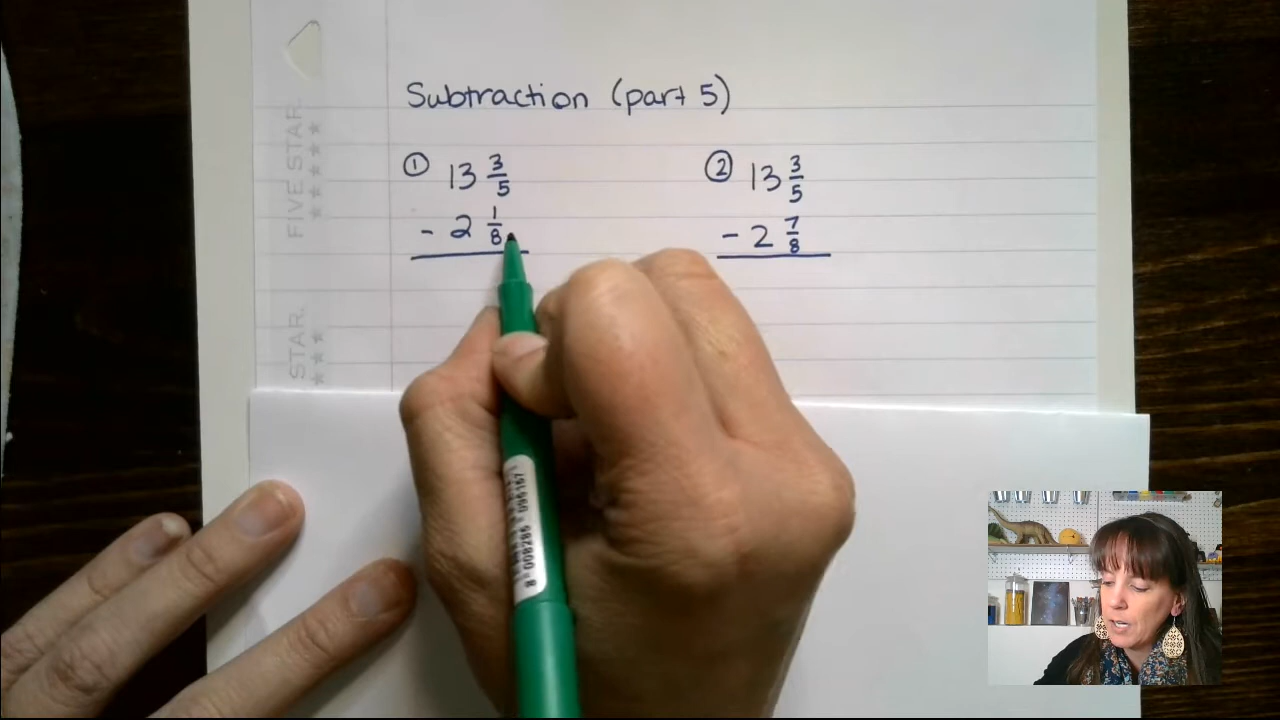 Subtraction (part 5)
① 13 3/5
- 2 1/8
② 13 3/5
- 2 7/8
FIVE STAR.
STAR.